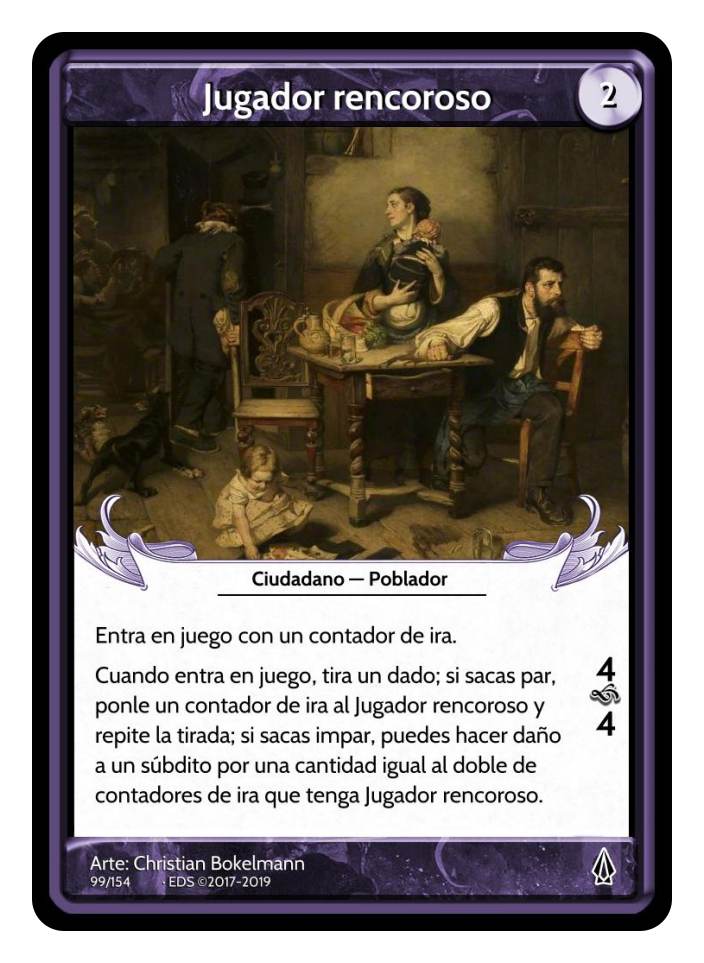 Jugador rencoroso
2
Ciudadano — Poblador
Entra en juego con un contador de ira.
Cuando entra en juego, tira un dado; si sacas par,
ponle un contador de ira al Jugador rencoroso y
repite la tirada; si sacas impar, puedes hacer daño
a un súbdito por una cantidad igual al doble de
contadores de ira que tenga Jugador rencoroso.
4
4
Arte: Christian Bokelmann
99/154 · EDS ©2017-2019